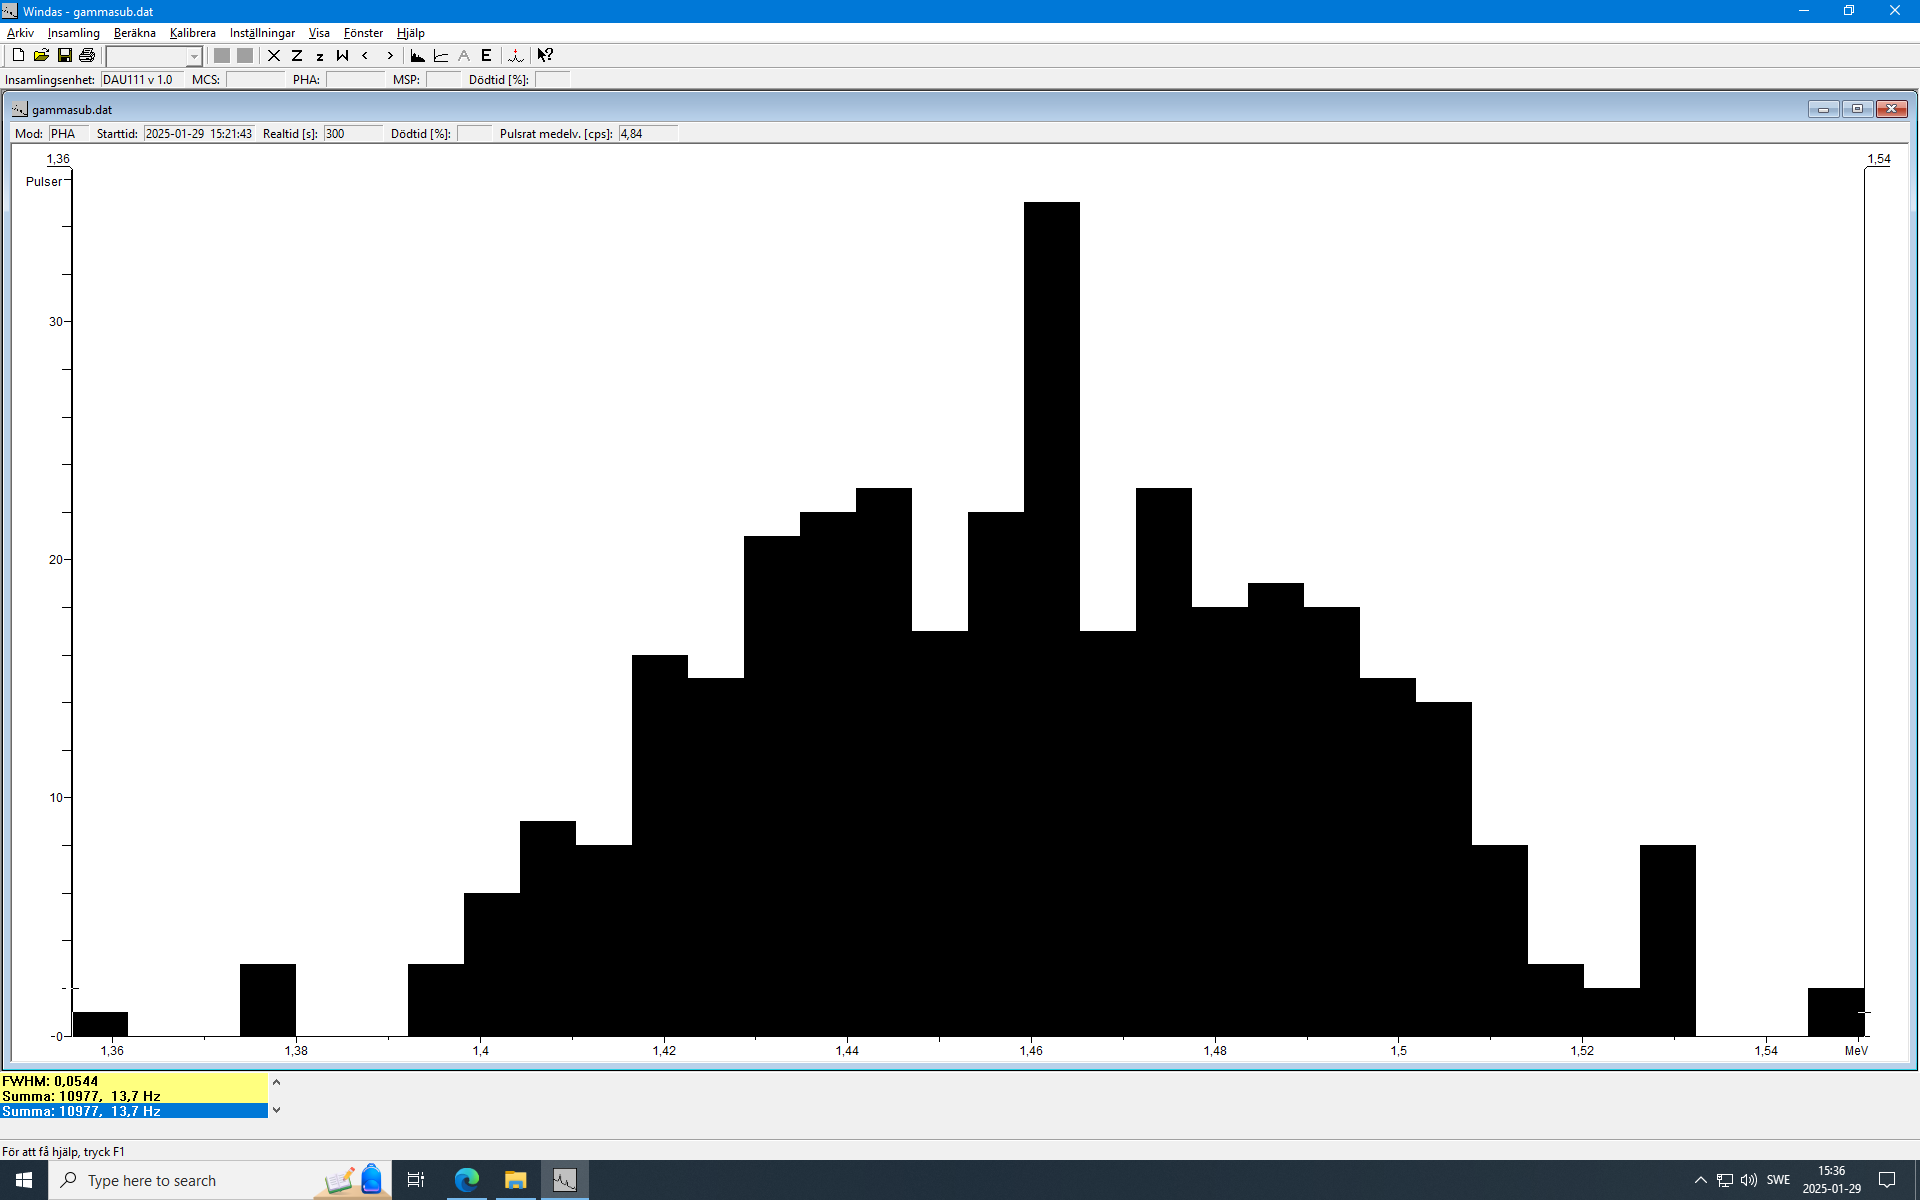 Windas - gammasub.dat
Arkiv Insamling Beräkna Kalibrera Inställningar Visa Fönster Hjälp
X Z z W < > A E ?
Insamlingsenhet: DAU111 v 1.0 MCS: PHA: MSP: Dödtid [%]:
gammasub.dat
Mod: PHA Starttid: 2025-01-29 15:21:43 Realtid [s]: 300 Dödtid [%]: Pulsrat medelv. [cps]: 4,84
1,36 1,54
Pulser
30
20
10
0
1,36 1,38 1,4 1,42 1,44 1,46 1,48 1,5 1,52 1,54 MeV
FWHM: 0,0544
Summa: 10977, 13,7 Hz
Summa: 10977, 13,7 Hz
För att få hjälp, tryck F1
Type here to search
SWE
15:36
2025-01-29